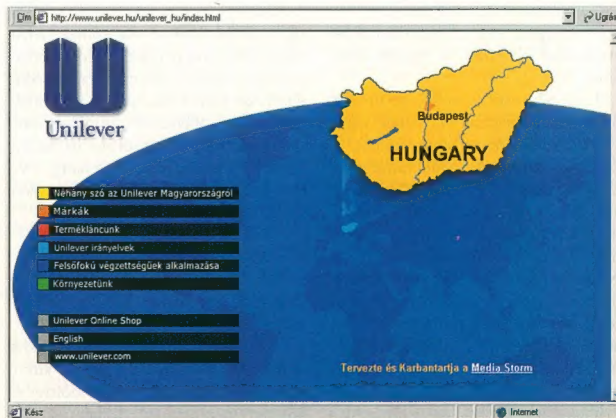 Cím http://www.unilever.hu/unilever_hu/index.html Ugrás
Unilever
Budapest
HUNGARY
Néhány szó az Unilever Magyarországról
Márkák
Termékláncunk
Unilever irányelvek
Felsőfokú végzettségűek alkalmazása
Környezetünk
Unilever Online Shop
English
www.unilever.com
Tervezte és Karbantartja a Media Storm
Kész Internet